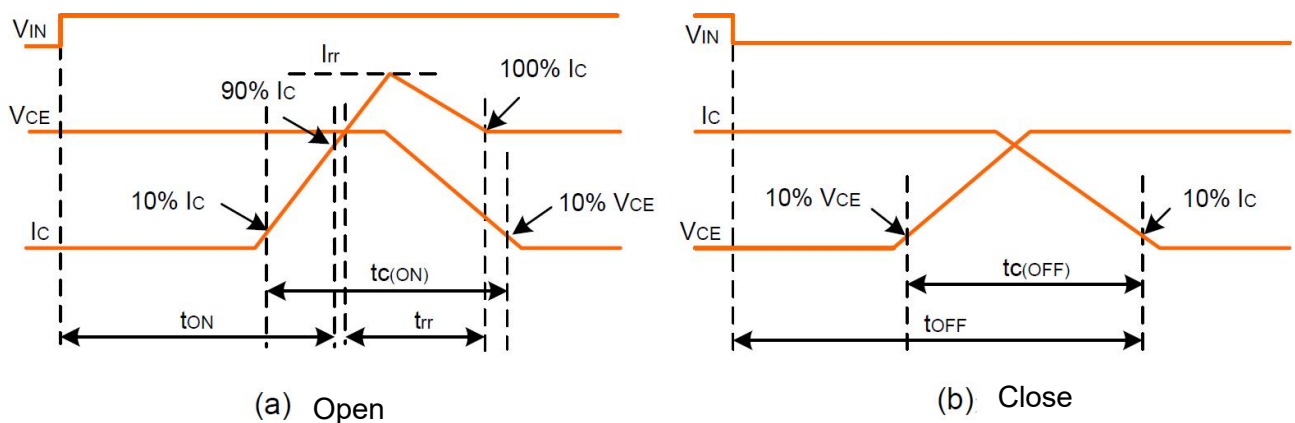 VIN
Irr
90% IC
100% IC
VCE
10% IC
10% VCE
IC
tC(ON)
tON
trr
(a) Open
VIN
IC
10% VCE
10% IC
VCE
tC(OFF)
tOFF
(b) Close